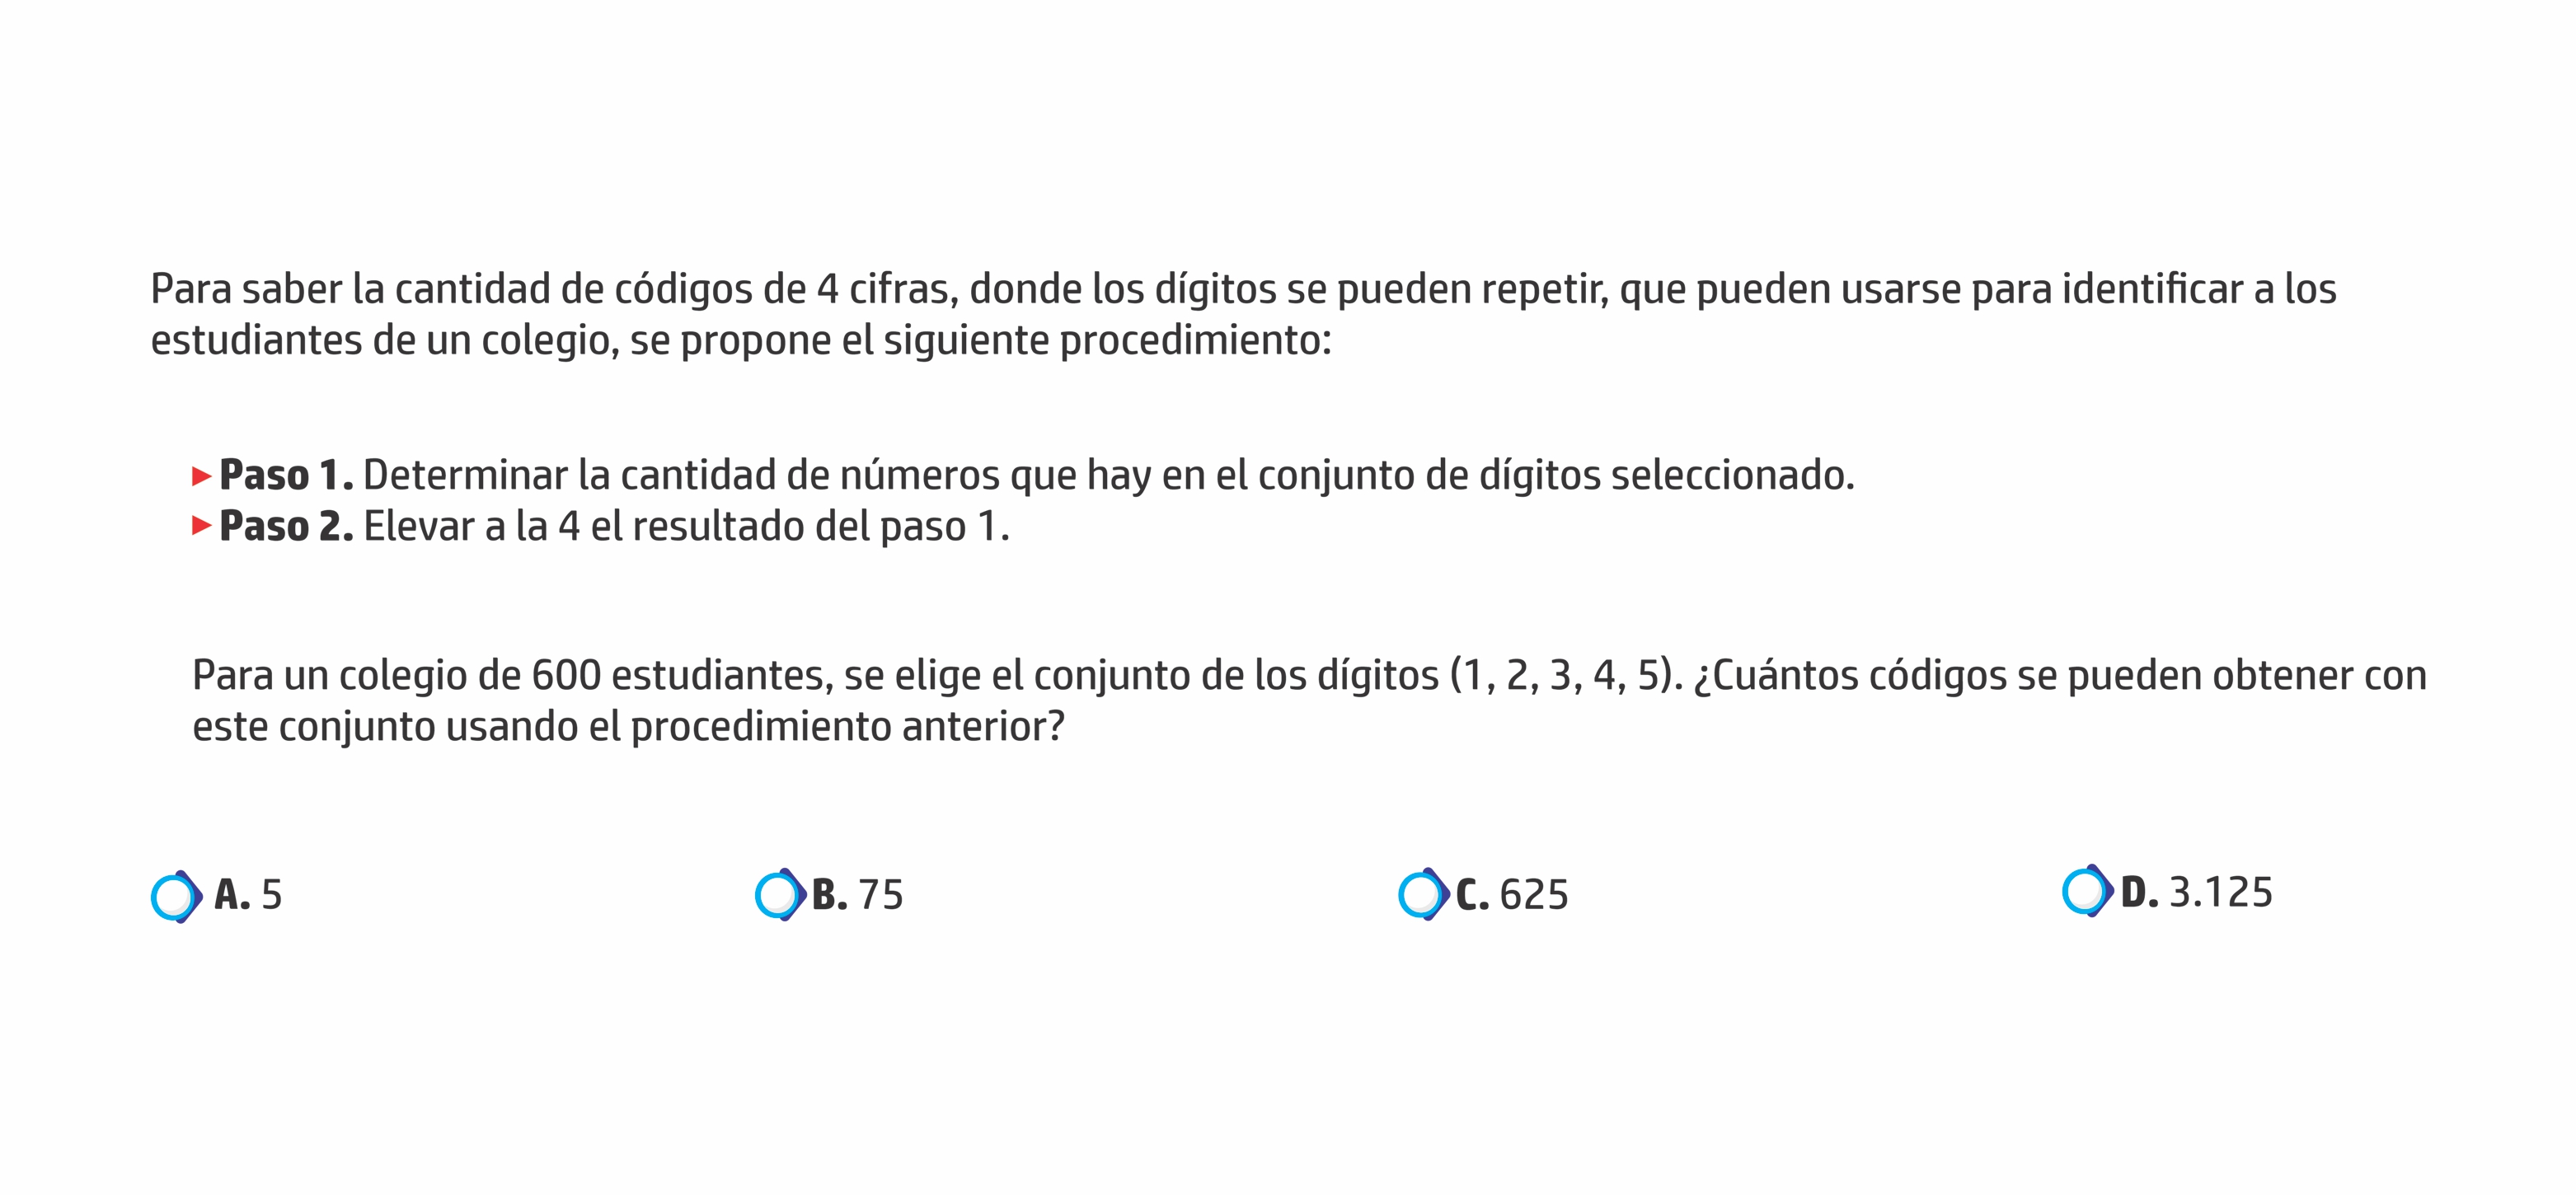 Para saber la cantidad de códigos de 4 cifras, donde los dígitos se pueden repetir, que pueden usarse para identificar a los
estudiantes de un colegio, se propone el siguiente procedimiento:
Paso 1. Determinar la cantidad de números que hay en el conjunto de dígitos seleccionado.
Paso 2. Elevar a la 4 el resultado del paso 1.
Para un colegio de 600 estudiantes, se elige el conjunto de los dígitos (1, 2, 3, 4, 5). ¿Cuántos códigos se pueden obtener con
este conjunto usando el procedimiento anterior?
A. 5 B. 75 C. 625 D. 3.125